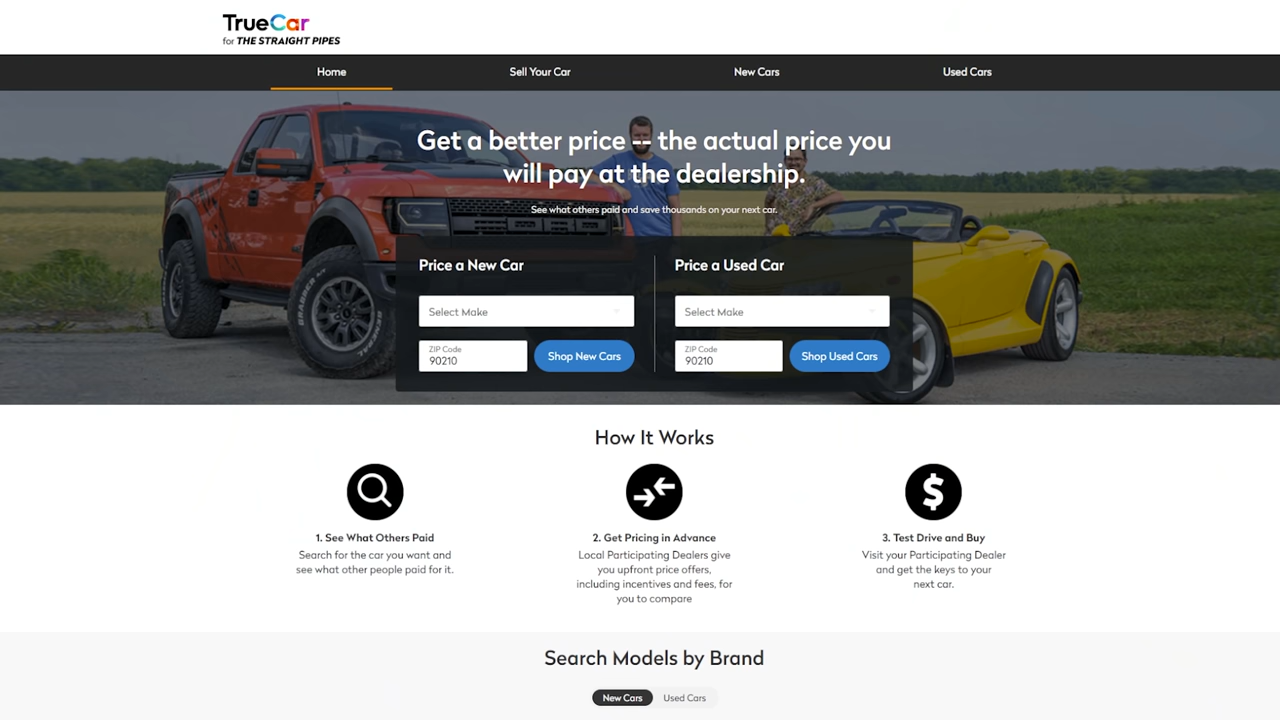 TrueCar
for THE STRAIGHT PIPES
Home
Sell Your Car
New Cars
Used Cars
Get a better price -- the actual price you
will pay at the dealership.
See what others paid and save thousands on your next car.
Price a New Car
Select Make
ZIP Code
90210
Shop New Cars
Price a Used Car
Select Make
ZIP Code
90210
Shop Used Cars
How It Works
1. See What Others Paid
Search for the car you want and
see what other people paid for it.
2. Get Pricing in Advance
Local Participating Dealers give
you upfront price offers,
including incentives and fees, for
you to compare
3. Test Drive and Buy
Visit your Participating Dealer
and get the keys to your
next car.
Search Models by Brand
New Cars
Used Cars